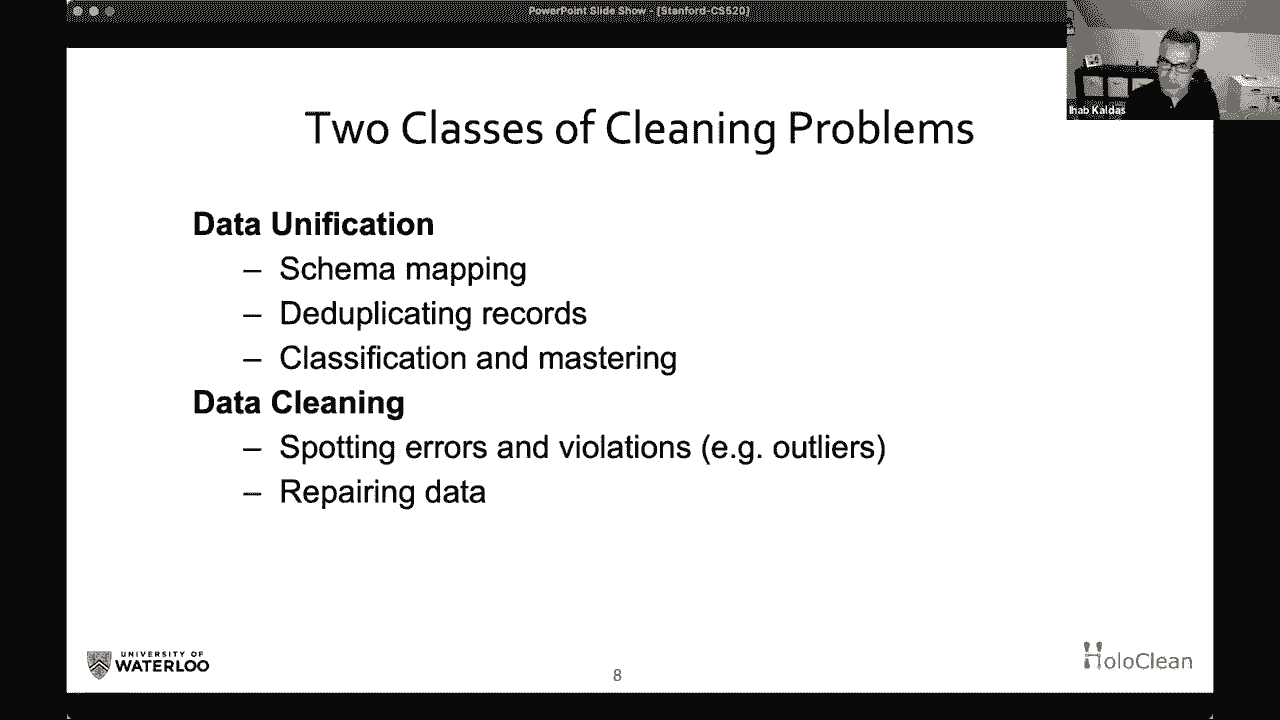 PowerPoint Slide Show - [Stanford-CS520]
Ihab Kaldas
Two Classes of Cleaning Problems
Data Unification
– Schema mapping
– Deduplicating records
– Classification and mastering
Data Cleaning
– Spotting errors and violations (e.g. outliers)
– Repairing data
UNIVERSITY OF
WATERLOO
8
HoloClean